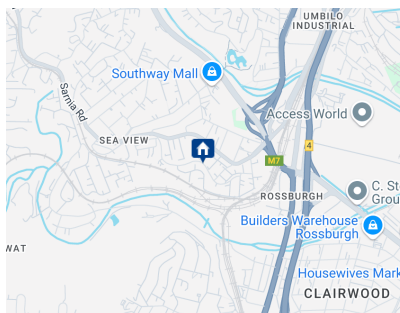 UMBILO
INDUSTRIAL
Southway Mall
Sarnia Rd
Access World
SEA VIEW
4
M7
ROSSBURGH
C. St
Grou
Builders Warehouse
Rossburgh
WAT
Housewives Mark
CLAIRWOOD